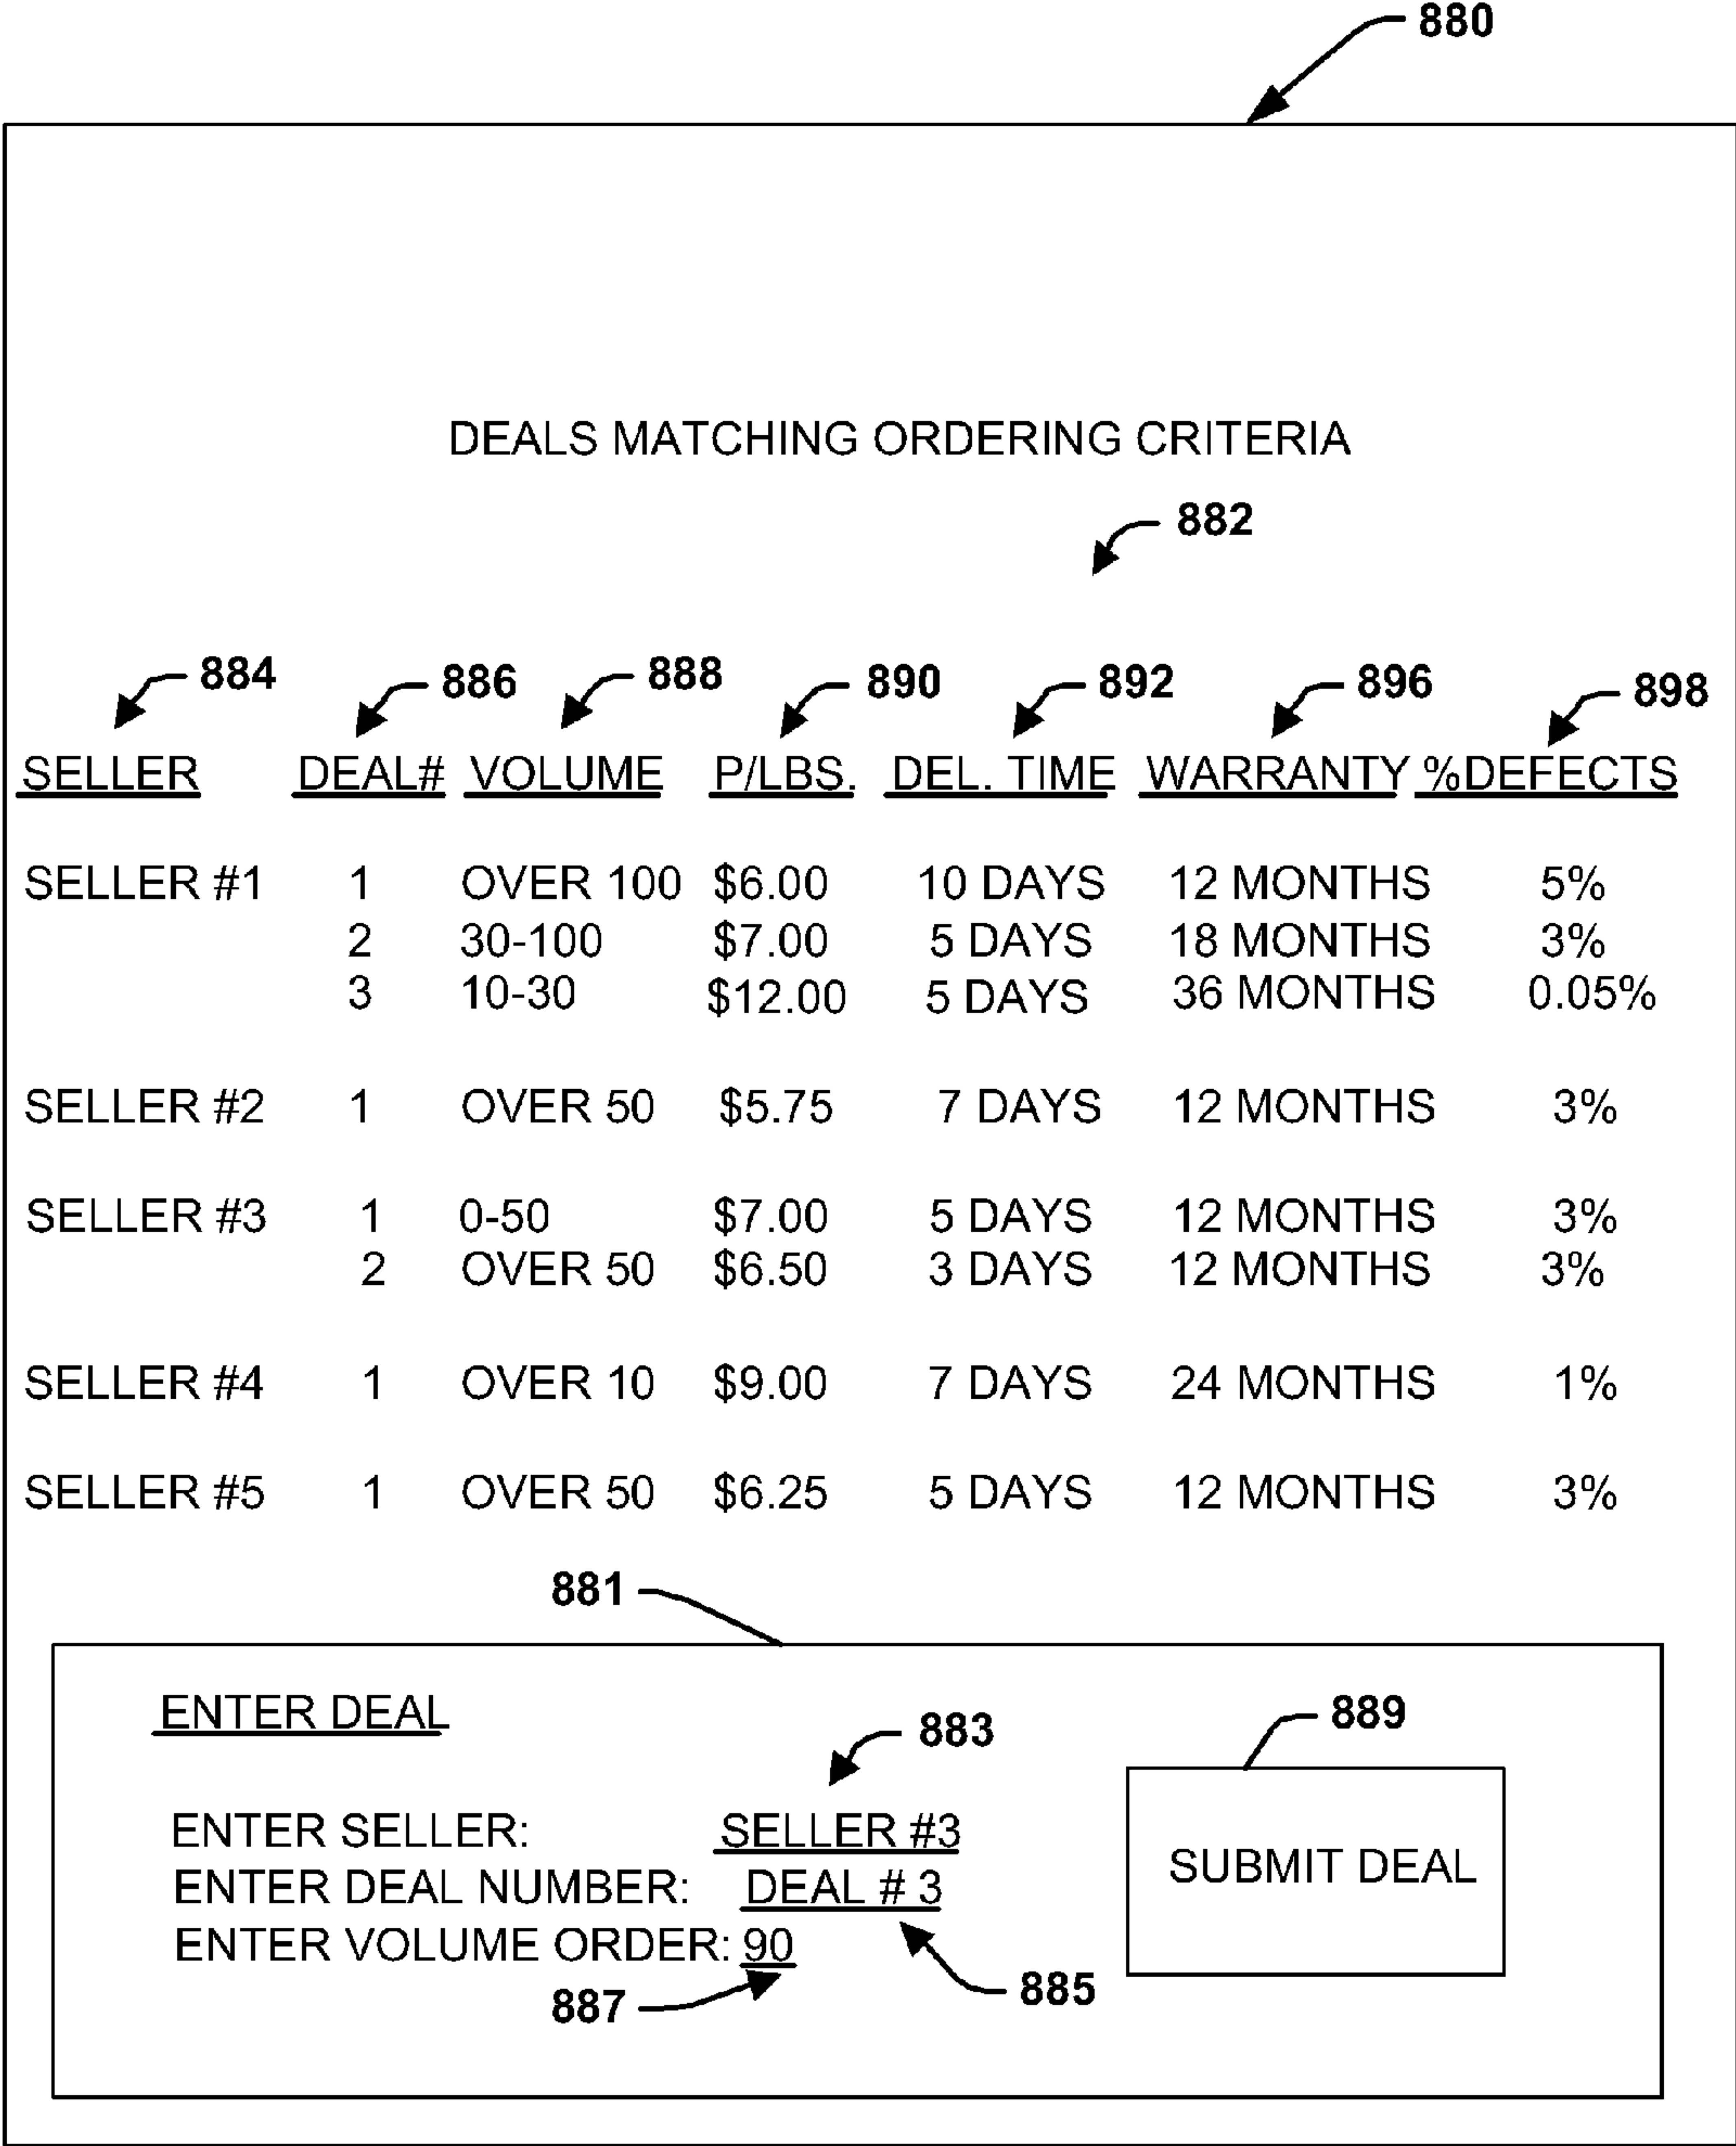 880
DEALS MATCHING ORDERING CRITERIA
882
884 886 888 890 892 896 898
SELLER DEAL# VOLUME P/LBS. DEL. TIME WARRANTY %DEFECTS
SELLER #1 1 OVER 100 $6.00 10 DAYS 12 MONTHS 5%
2 30-100 $7.00 5 DAYS 18 MONTHS 3%
3 10-30 $12.00 5 DAYS 36 MONTHS 0.05%
SELLER #2 1 OVER 50 $5.75 7 DAYS 12 MONTHS 3%
SELLER #3 1 0-50 $7.00 5 DAYS 12 MONTHS 3%
2 OVER 50 $6.50 3 DAYS 12 MONTHS 3%
SELLER #4 1 OVER 10 $9.00 7 DAYS 24 MONTHS 1%
SELLER #5 1 OVER 50 $6.25 5 DAYS 12 MONTHS 3%
881
ENTER DEAL
883
889
ENTER SELLER: SELLER #3
ENTER DEAL NUMBER: DEAL # 3
SUBMIT DEAL
ENTER VOLUME ORDER: 90
887
885